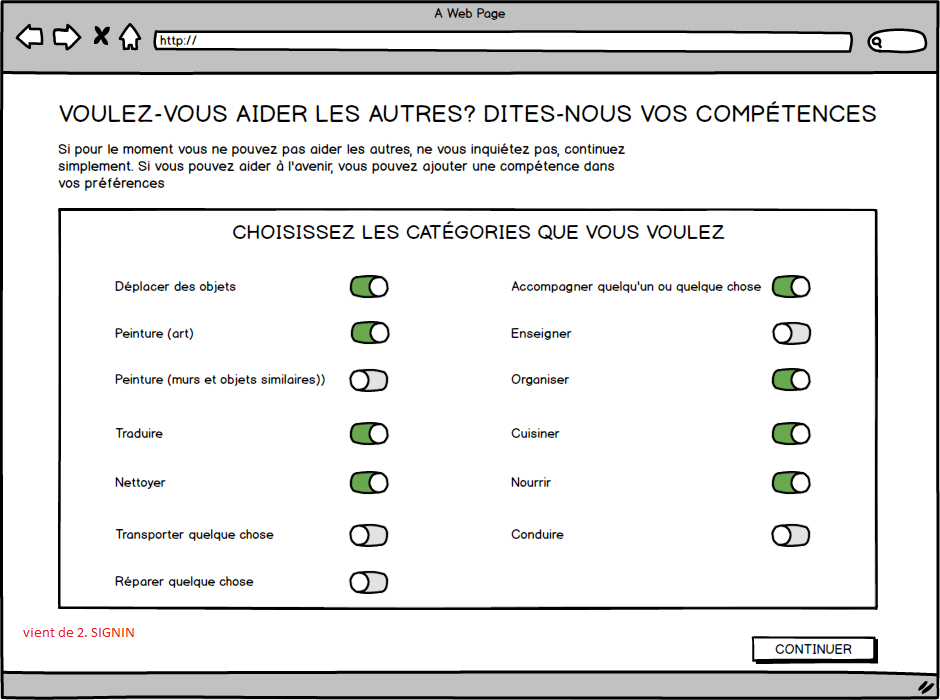 A Web Page
http://
VOULEZ-VOUS AIDER LES AUTRES? DITES-NOUS VOS COMPÉTENCES
Si pour le moment vous ne pouvez pas aider les autres, ne vous inquiétez pas, continuez
simplement. Si vous pouvez aider à l'avenir, vous pouvez ajouter une compétence dans
vos préférences
CHOISISSEZ LES CATÉGORIES QUE VOUS VOULEZ
Déplacer des objets
Accompagner quelqu'un ou quelque chose
Peinture (art)
Enseigner
Peinture (murs et objets similaires))
Organiser
Traduire
Cuisiner
Nettoyer
Nourrir
Transporter quelque chose
Conduire
Réparer quelque chose
vient de 2. SIGNIN
CONTINUER